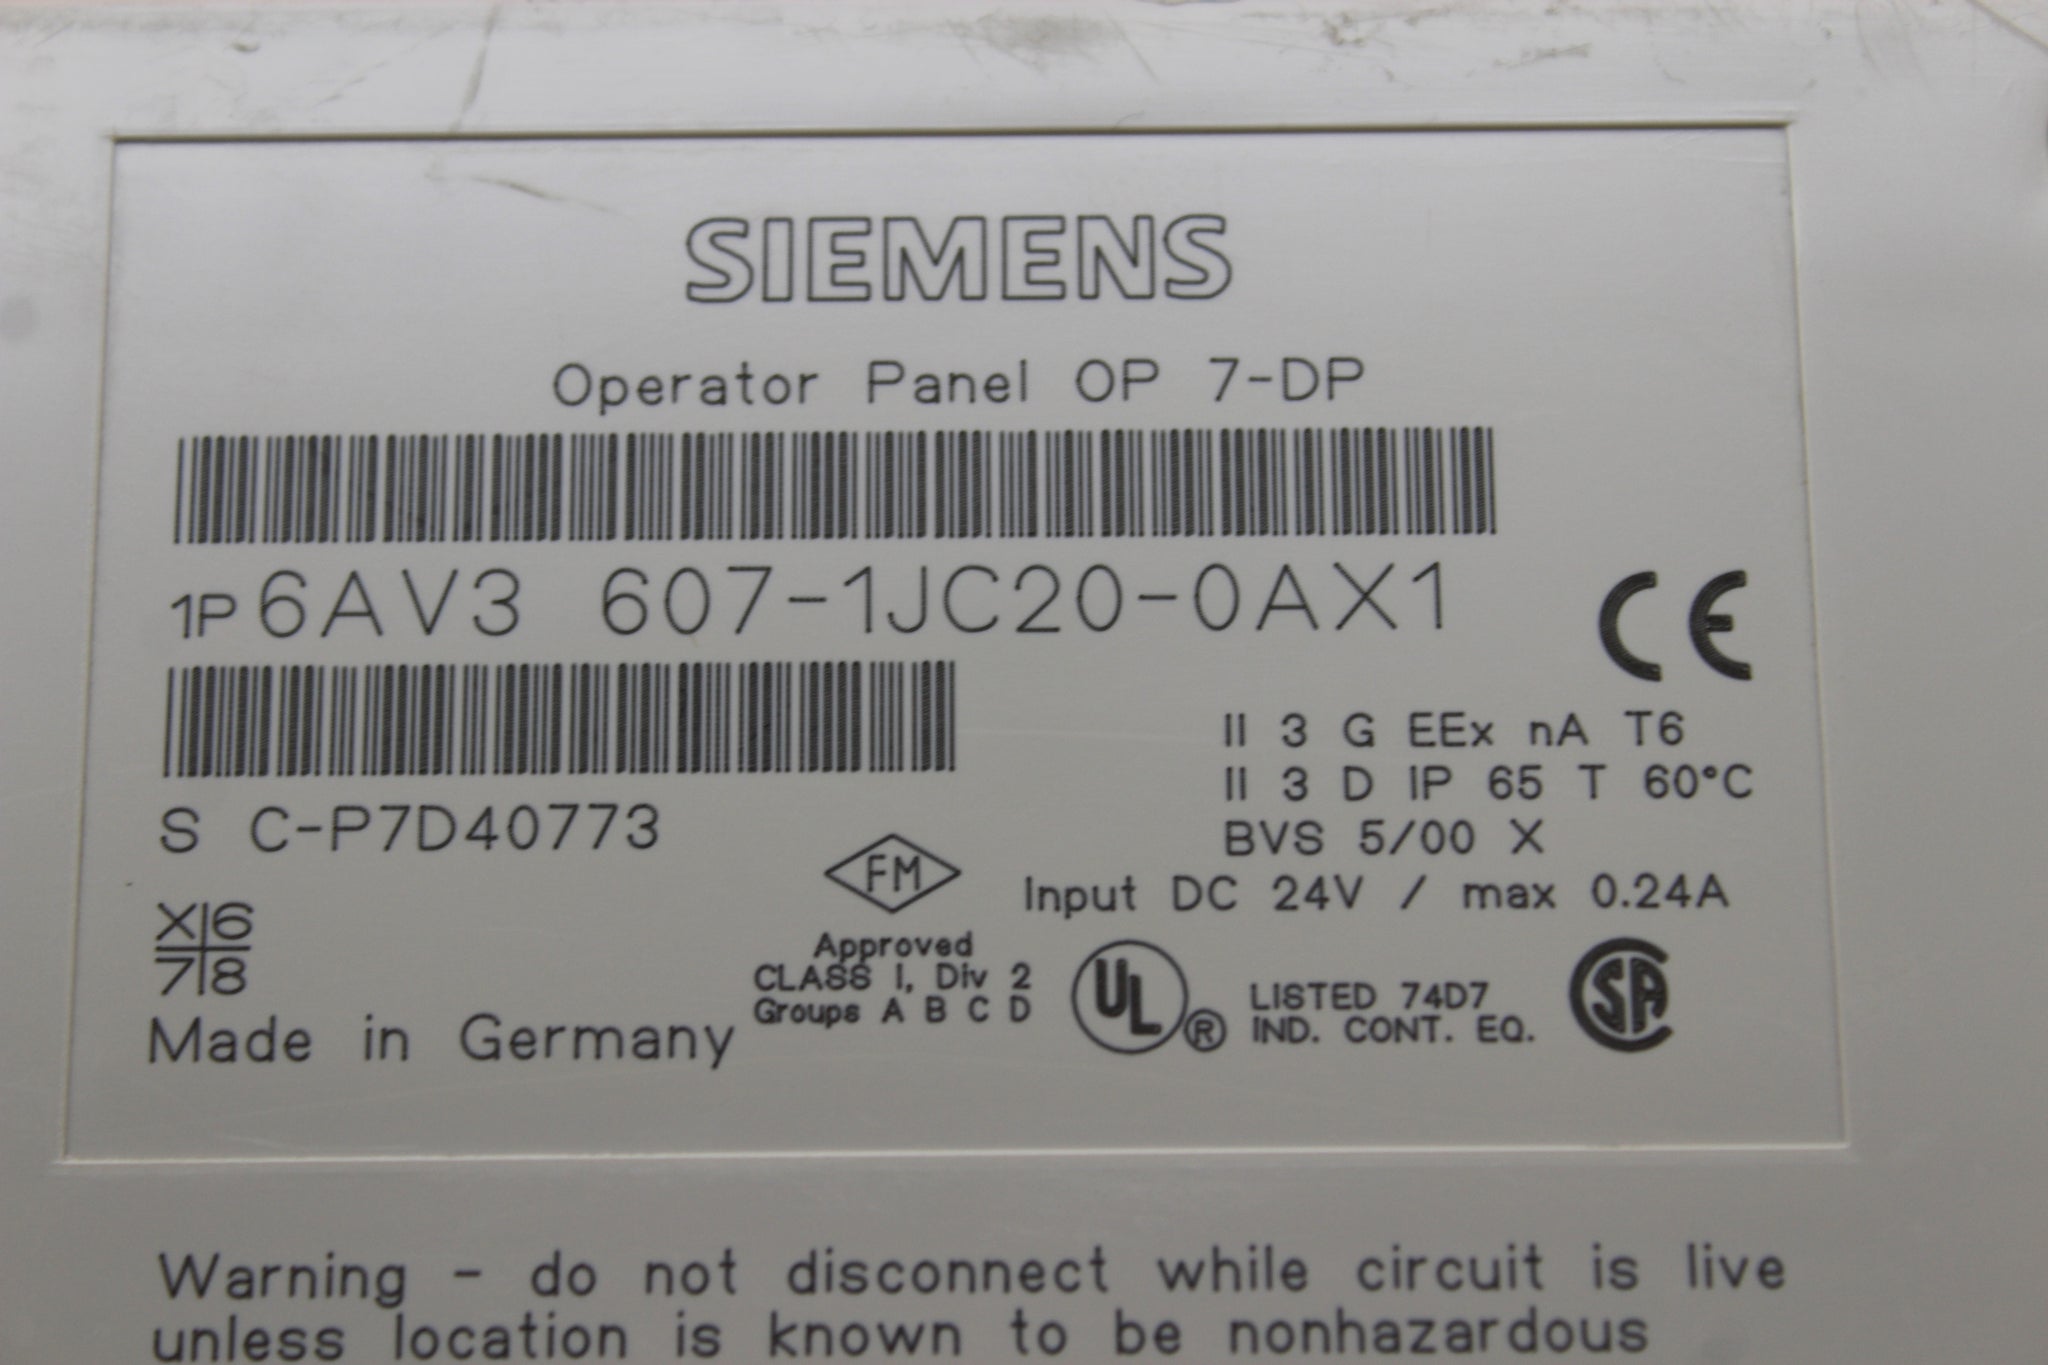 SIEMENS
Operator Panel OP 7-DP
1P 6AV3 607-1JC20-0AX1
CE
II 3 G EEx nA T6
II 3 D IP 65 T 60°C
S C-P7D40773
BVS 5/00 X
FM
Input DC 24V / max 0.24A
X 6
7 8
Approved
CLASS I, Div 2
Groups A B C D
UL ®
LISTED 74D7
IND. CONT. EQ.
SA
Made in Germany
Warning - do not disconnect while circuit is live
unless location is known to be nonhazardous